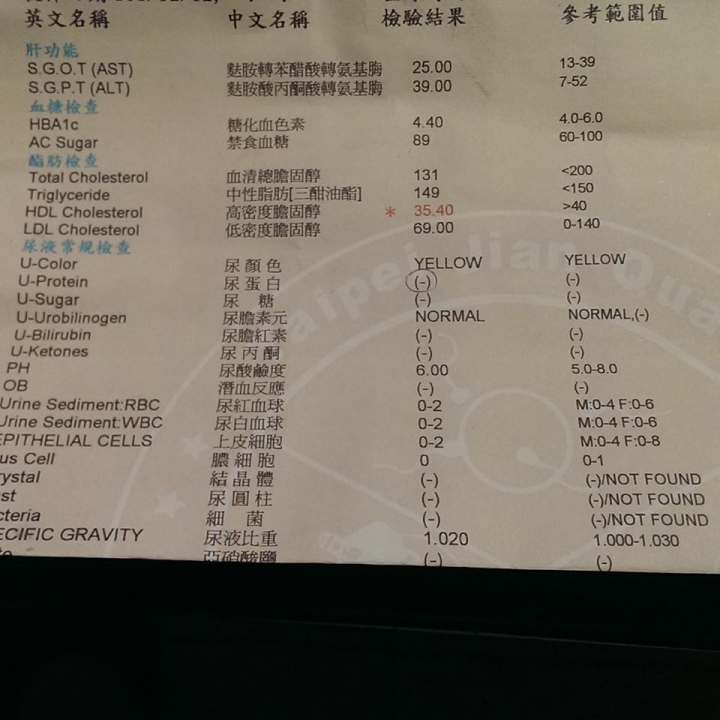 英文名稱 中文名稱 檢驗結果 參考範圍值
肝功能
S.G.O.T (AST) 麩胺轉苯醋酸轉氨基脢 25.00 13-39
S.G.P.T (ALT) 麩胺酸丙酮酸轉氨基脢 39.00 7-52
血糖檢查
HBA1c 糖化血色素 4.40 4.0-6.0
AC Sugar 禁食血糖 89 60-100
脂肪檢查
Total Cholesterol 血清總膽固醇 131 <200
Triglyceride 中性脂肪[三酣油酯] 149 <150
HDL Cholesterol 高密度膽固醇 * 35.40 >40
LDL Cholesterol 低密度膽固醇 69.00 0-140
尿液常規檢查
U-Color 尿顏色 YELLOW YELLOW
U-Protein 尿蛋白 (-) (-)
U-Sugar 尿 糖 (-) (-)
U-Urobilinogen 尿膽素元 NORMAL NORMAL,(-)
U-Bilirubin 尿膽紅素 (-) (-)
U-Ketones 尿丙酮 (-) (-)
PH 尿酸鹼度 6.00 5.0-8.0
OB 潛血反應 (-) (-)
Urine Sediment:RBC 尿紅血球 0-2 M:0-4 F:0-6
Urine Sediment:WBC 尿白血球 0-2 M:0-4 F:0-6
EPITHELIAL CELLS 上皮細胞 0-2 M:0-4 F:0-8
us Cell 膿細胞 0 0-1
rystal 結晶體 (-) (-)/NOT FOUND
st 尿圓柱 (-) (-)/NOT FOUND
cteria 細 菌 (-) (-)/NOT FOUND
ECIFIC GRAVITY 尿液比重 1.020 1.000-1.030
亞硝酸鹽 (-) (-)